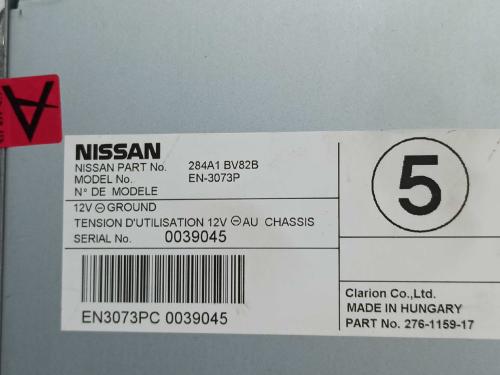 A
NISSAN
NISSAN PART No. 284A1 BV82B
MODEL No. EN-3073P
N° DE MODELE
12V ⊖ GROUND
TENSION D'UTILISATION 12V ⊖ AU CHASSIS
SERIAL No. 0039045
EN3073PC 0039045
5
Clarion Co.,Ltd.
MADE IN HUNGARY
PART No. 276-1159-17